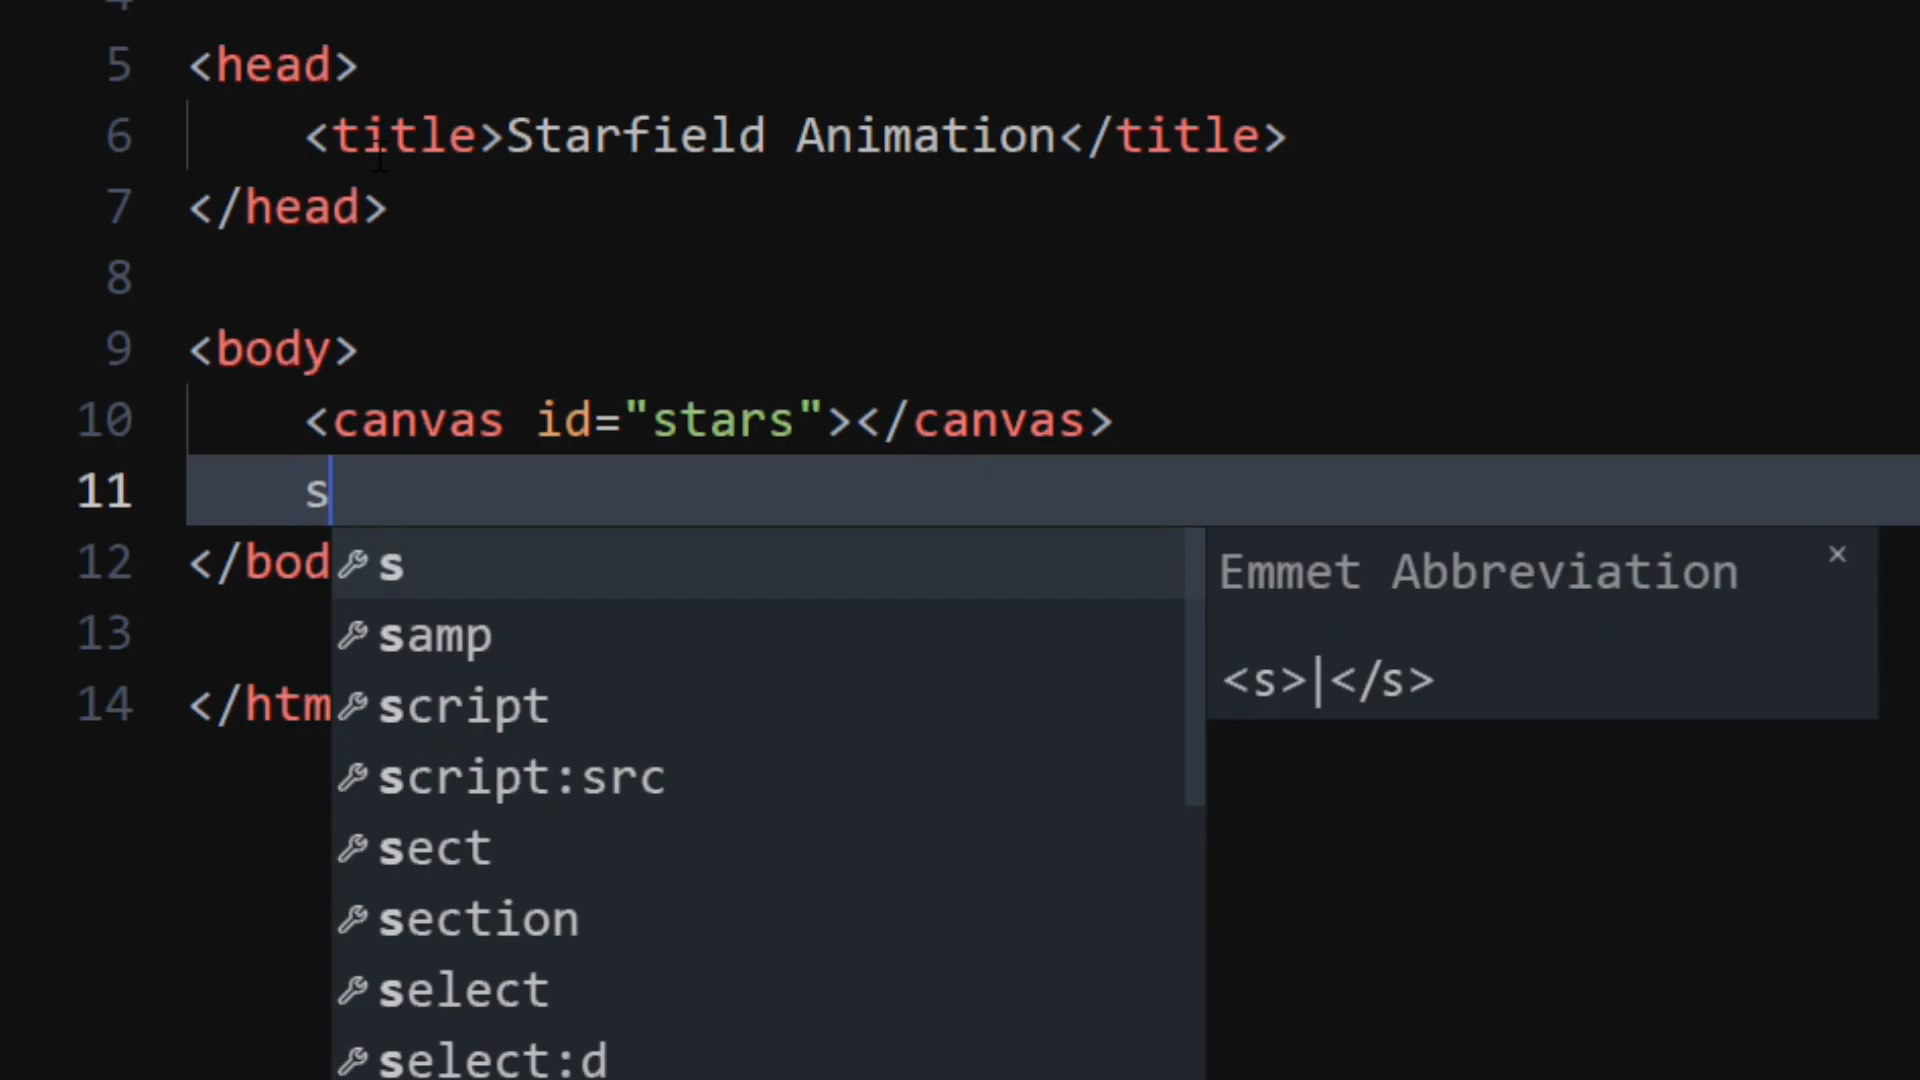 4
5 <head>
6 <title>Starfield Animation</title>
7 </head>
8
9 <body>
10 <canvas id="stars"></canvas>
11 s
12 </bod
13
14 </htm
s
samp
script
script:src
sect
section
select
select:d
Emmet Abbreviation ×
<s>|</s>